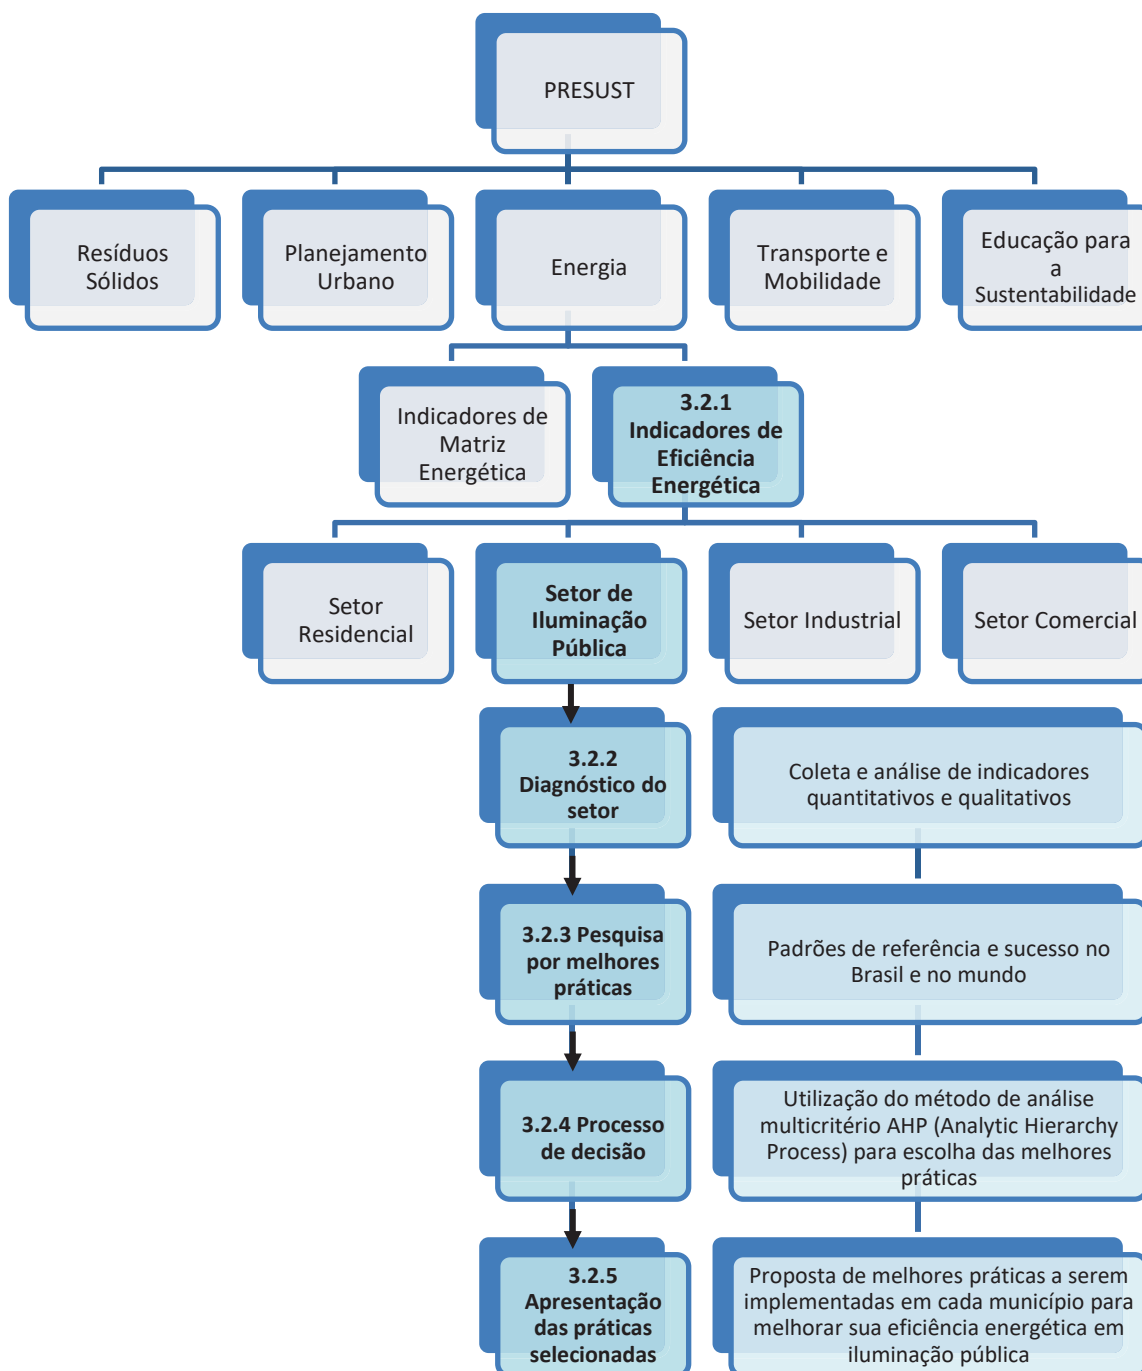 PRESUST
Resíduos
Sólidos
Planejamento
Urbano
Energia
Transporte e
Mobilidade
Educação para
a
Sustentabilidade
Indicadores de
Matriz
Energética
3.2.1
Indicadores de
Eficiência
Energética
Setor
Residencial
Setor de
Iluminação
Pública
Setor Industrial
Setor Comercial
3.2.2
Diagnóstico do
setor
Coleta e análise de indicadores
quantitativos e qualitativos
3.2.3 Pesquisa
por melhores
práticas
Padrões de referência e sucesso no
Brasil e no mundo
3.2.4 Processo
de decisão
Utilização do método de análise
multicritério AHP (Analytic Hierarchy
Process) para escolha das melhores
práticas
3.2.5
Apresentação
das práticas
selecionadas
Proposta de melhores práticas a serem
implementadas em cada município para
melhorar sua eficiência energética em
iluminação pública